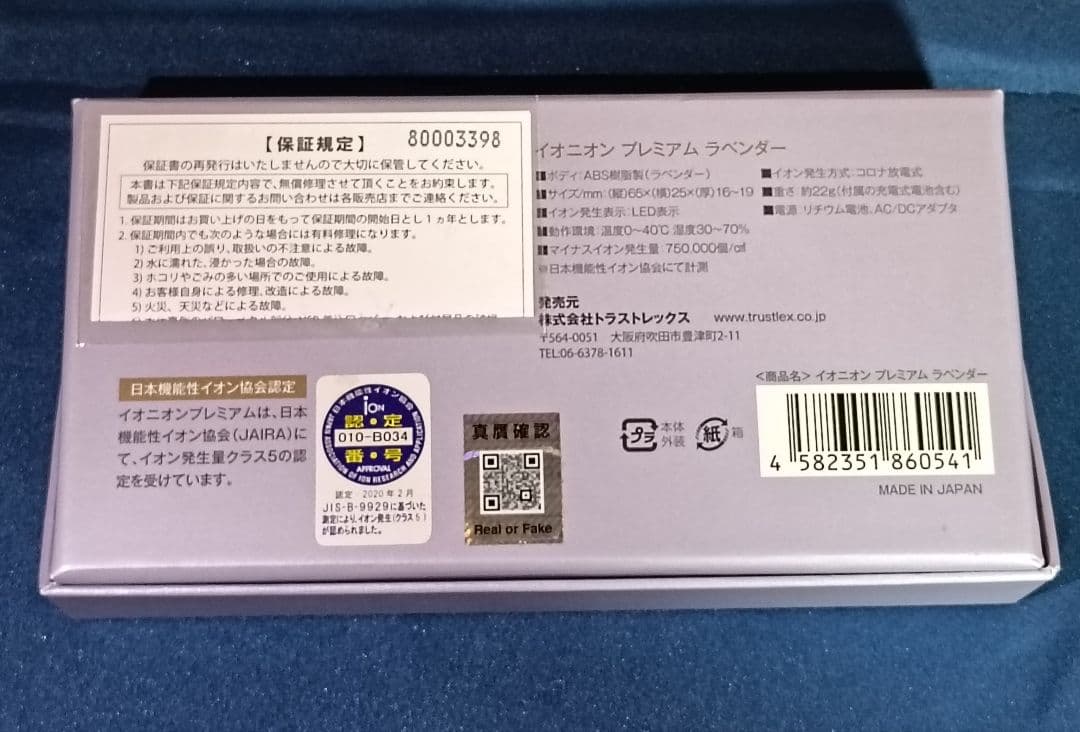 【保証規定】
80003398
保証書の再発行はいたしませんので大切に保管してください。
本書は下記保証規定内容で、無償修理させて頂くことをお約束します。
製品および保証に関するお問い合わせは各販売店までご連絡ください。
1. 保証期間はお買い上げの日をもって保証期間の開始日とし1ヵ年とします。
2. 保証期間内でも次のような場合には有料修理になります。
1) ご利用上の誤り、取扱いの不注意による故障。
2) 水に濡れた、浸かった場合の故障。
3) ホコリやごみの多い場所でのご使用による故障。
4) お客様自身による修理、改造による故障。
5) 火災、天災などによる故障。
イオニオン プレミアム ラベンダー
■ボディ:ABS樹脂製(ラベンダー)
■サイズ/mm:(縦)65×(横)25×(厚)16~19
■イオン発生表示:LED表示
■動作環境:温度0~40℃ 湿度30~70%
■マイナスイオン発生量:750,000個/㎤
※日本機能性イオン協会にて計測
■イオン発生方式:コロナ放電式
■重さ:約22g(付属の充電式電池含む)
■電源:リチウム電池、AC/DCアダプタ
発売元
株式会社トラストレックス www.trustlex.co.jp
〒564-0051 大阪府吹田市豊津町2-11
TEL:06-6378-1611
日本機能性イオン協会認定
イオニオンプレミアムは、日本
機能性イオン協会(JAIRA)に
て、イオン発生量クラス5の認
定を受けています。
日本機能性イオン協会
iON
認・定
010-B034
番・号
APPROVAL
JAPAN ASSOCIATION OF ION RESEARCH AND APPLICATION
認定 2020年2月
JIS-B-9929に基づいた
測定により、イオン発生(クラス5)
が認められました。
真贋確認
Real or Fake
プラ
本体
外装
紙
箱
<商品名> イオニオン プレミアム ラベンダー
4 582351 860541
MADE IN JAPAN